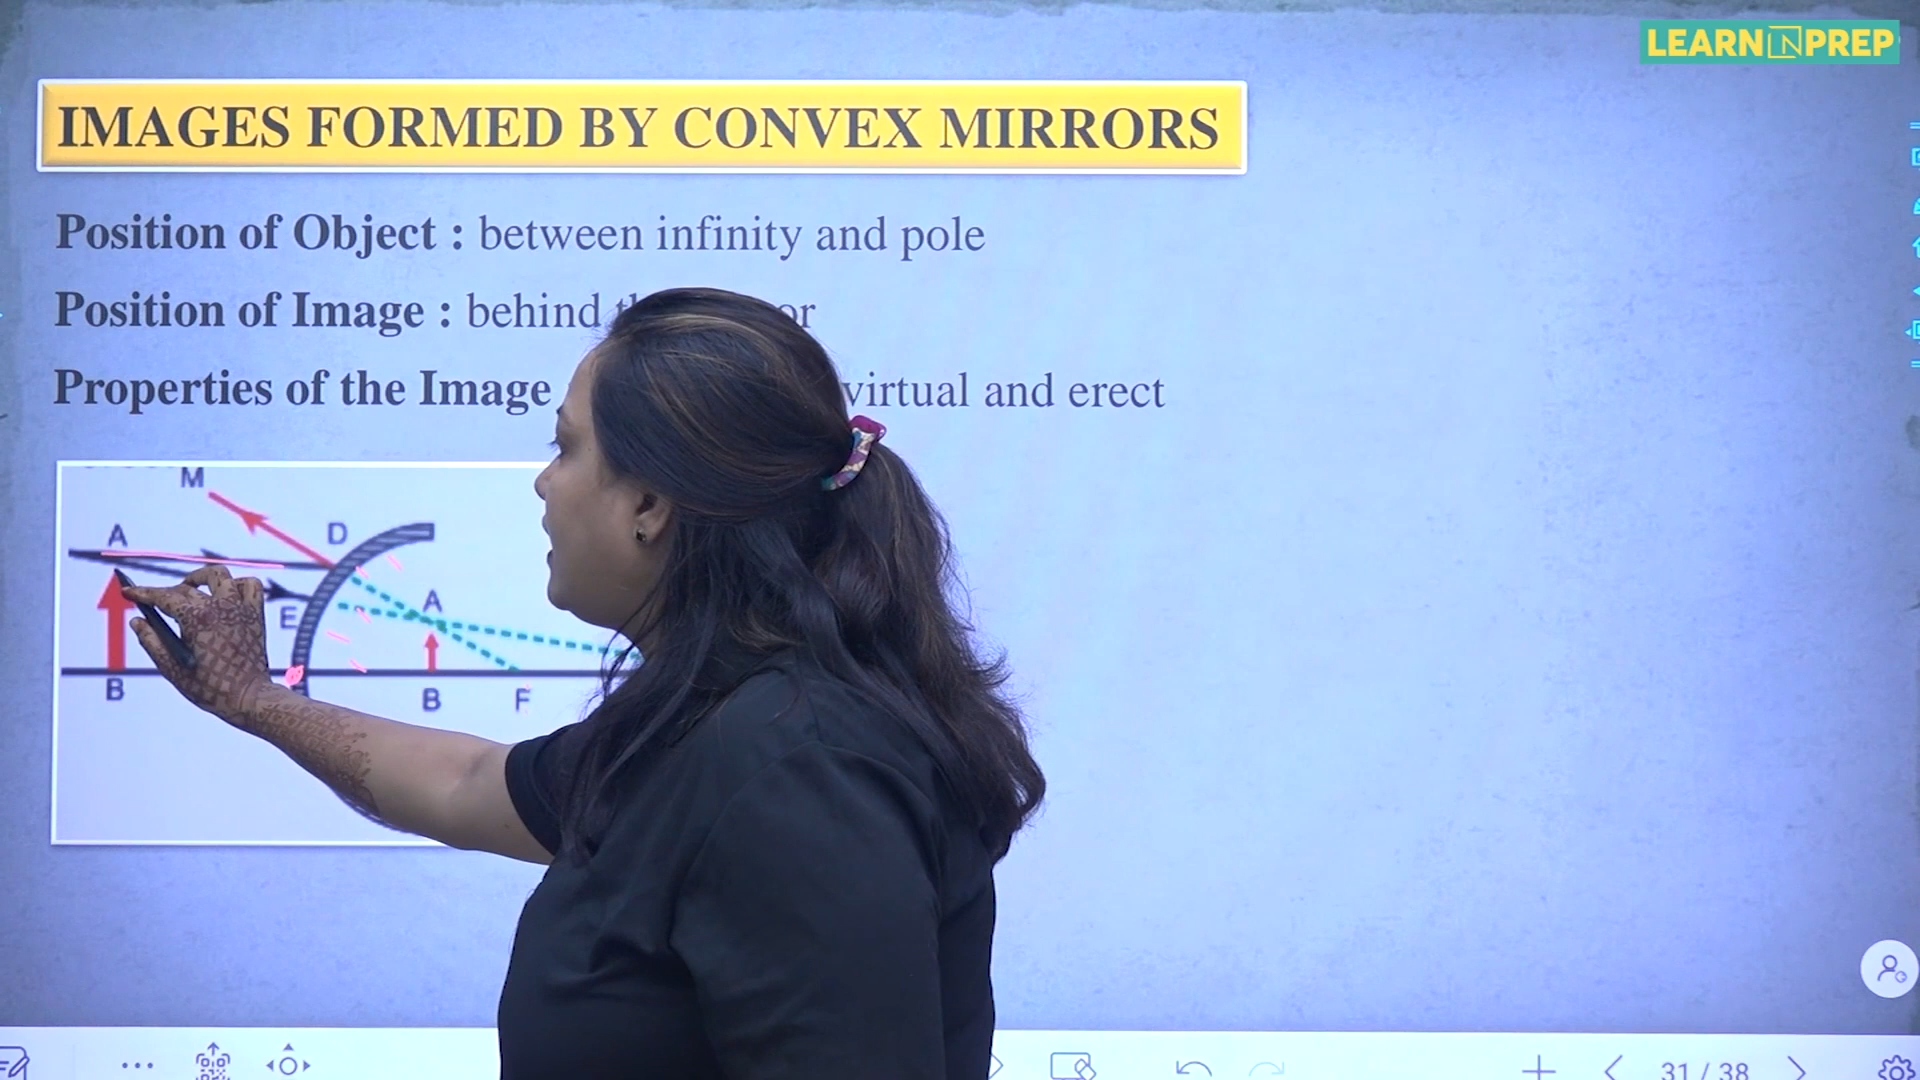 LEARN N PREP
IMAGES FORMED BY CONVEX MIRRORS
Position of Object : between infinity and pole
Position of Image : behind
Properties of the Image virtual and erect
M
A
D
A
E
B
B
F
31 / 38